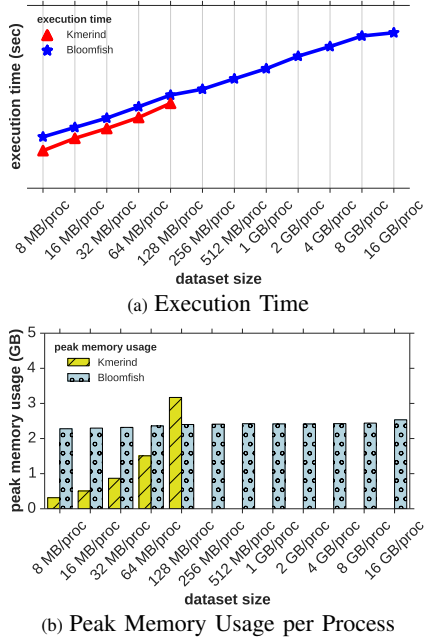 execution time (sec)
execution time
Kmerind
Bloomfish
8 MB/proc
16 MB/proc
32 MB/proc
64 MB/proc
128 MB/proc
256 MB/proc
512 MB/proc
1 GB/proc
2 GB/proc
4 GB/proc
8 GB/proc
16 GB/proc
dataset size
(a) Execution Time
peak memory usage (GB)
5
4
3
2
1
0
peak memory usage
Kmerind
Bloomfish
8 MB/proc
16 MB/proc
32 MB/proc
64 MB/proc
128 MB/proc
256 MB/proc
512 MB/proc
1 GB/proc
2 GB/proc
4 GB/proc
8 GB/proc
16 GB/proc
dataset size
(b) Peak Memory Usage per Process